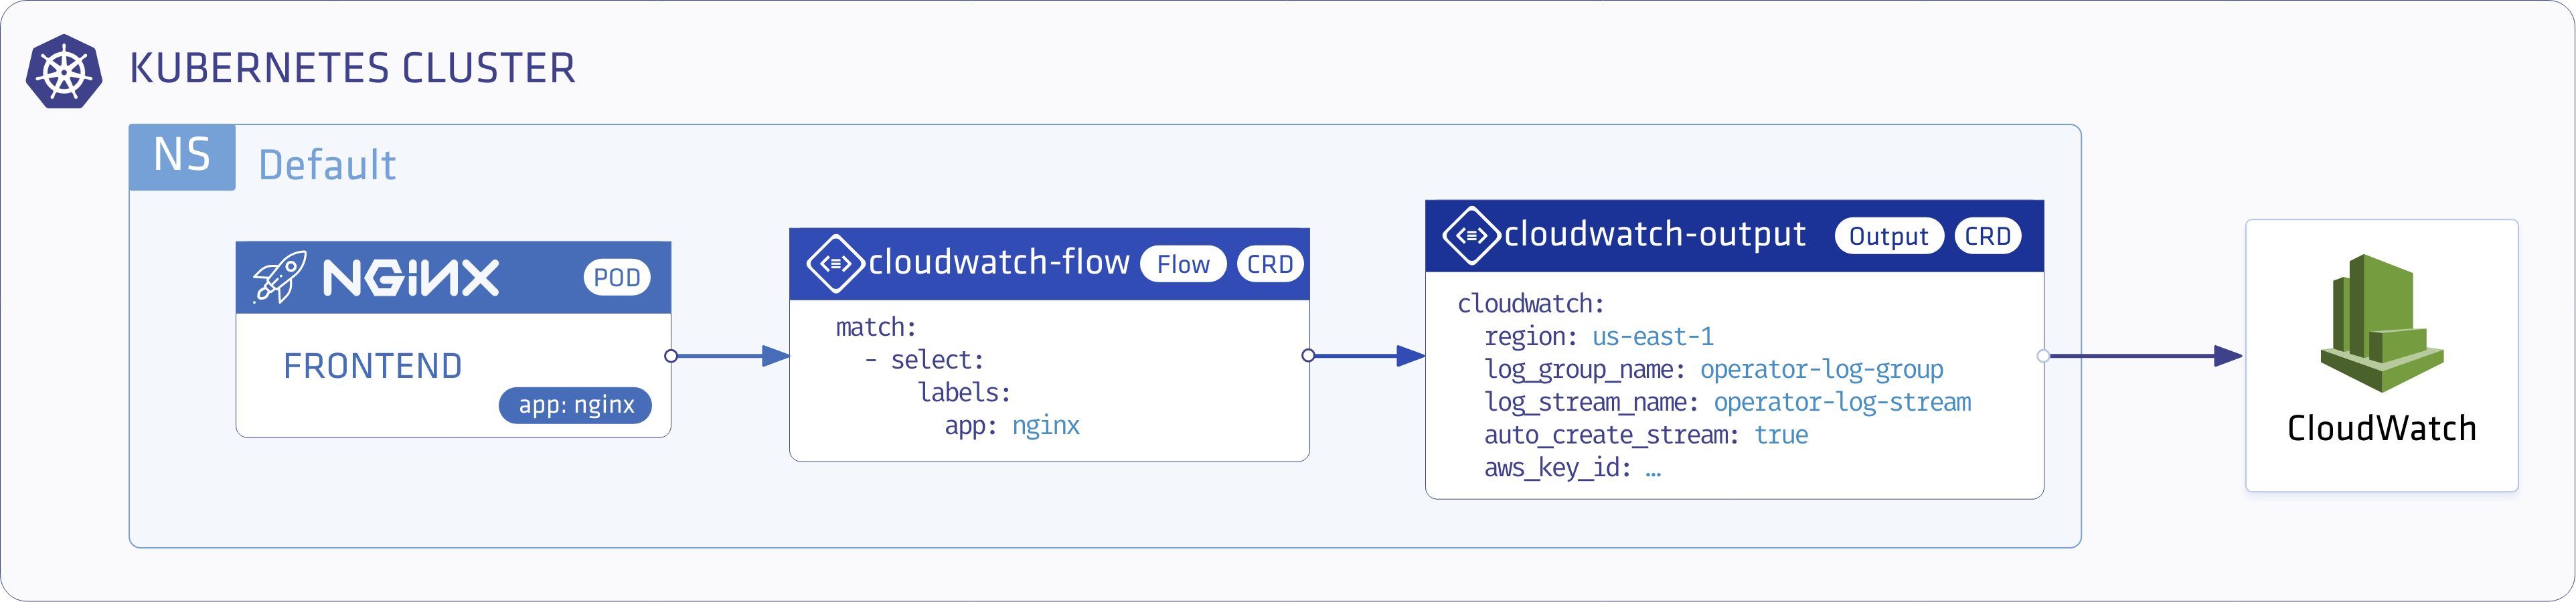 KUBERNETES CLUSTER
NS
Default
NGINX
POD
FRONTEND
app: nginx
cloudwatch-flow
Flow
CRD
match:
- select:
labels:
app: nginx
cloudwatch-output
Output
CRD
cloudwatch:
region: us-east-1
log_group_name: operator-log-group
log_stream_name: operator-log-stream
auto_create_stream: true
aws_key_id: …
CloudWatch